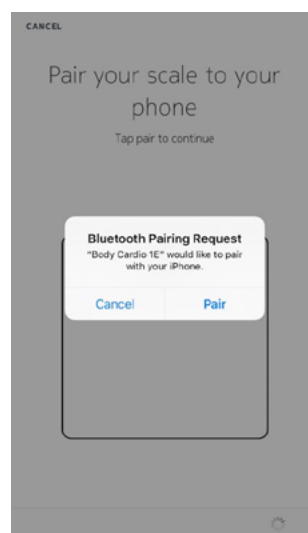 CANCEL
Pair your scale to your
phone
Tap pair to continue
Bluetooth Pairing Request
"Body Cardio 1E" would like to pair
with your iPhone.
Cancel
Pair